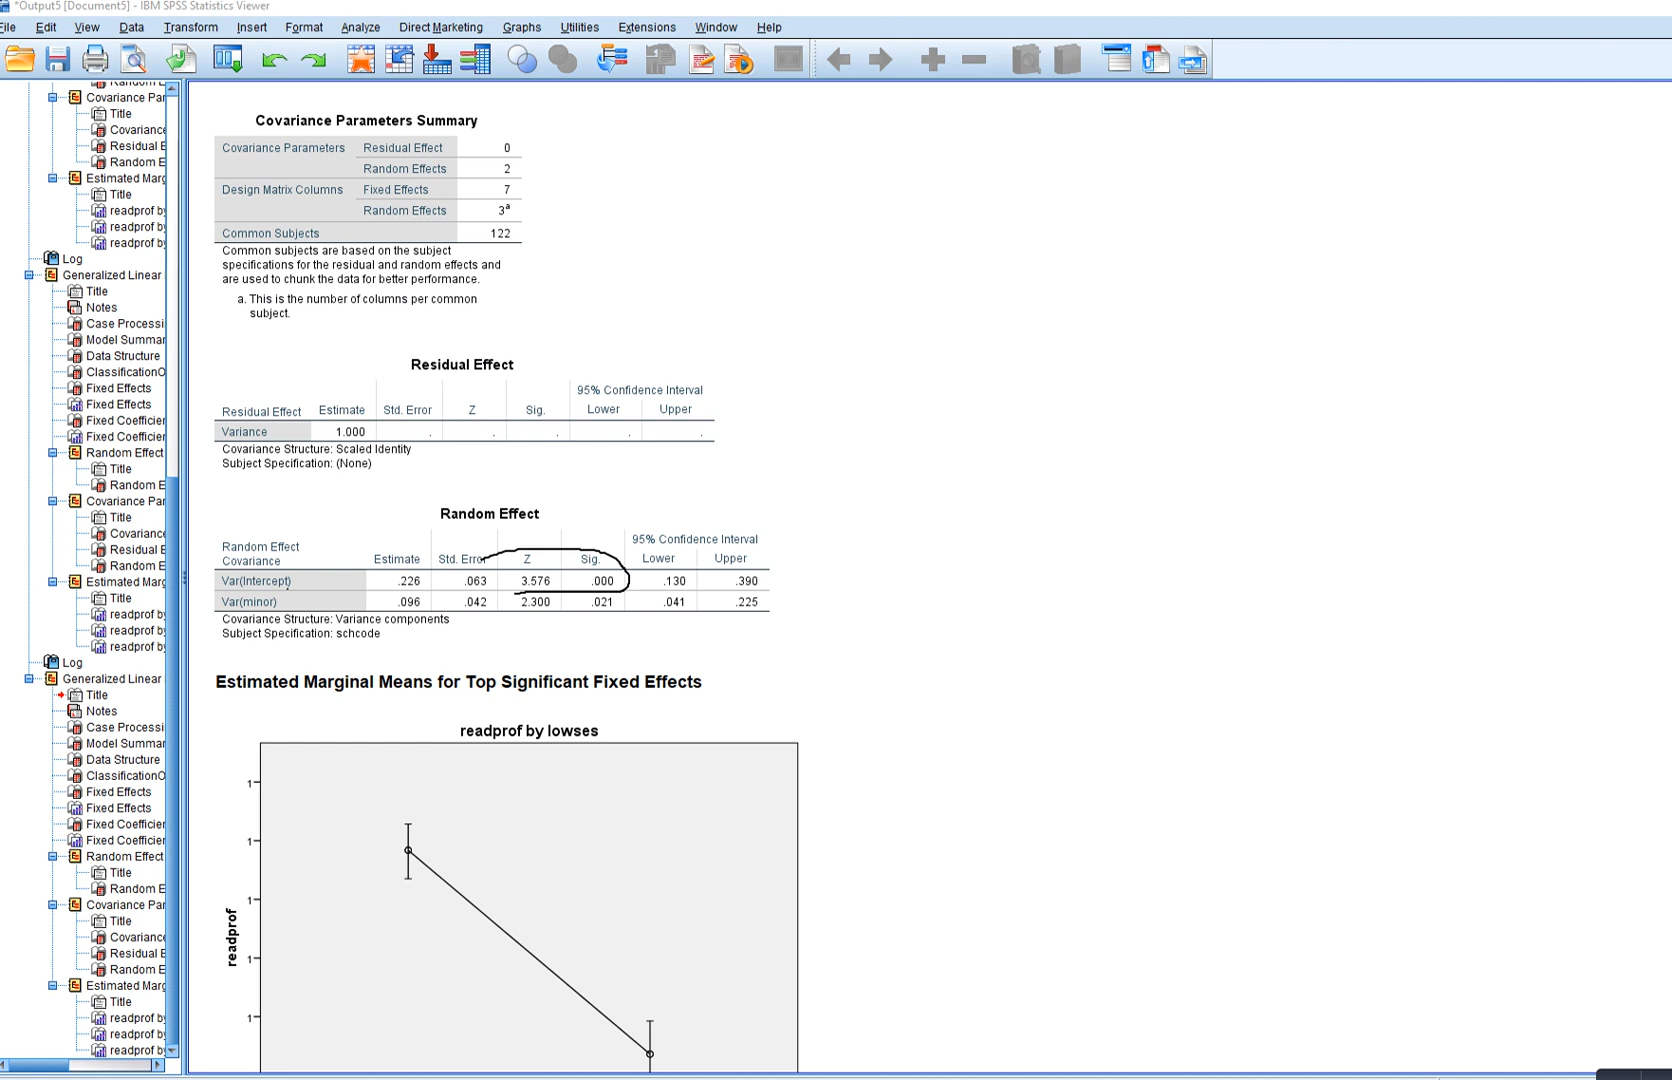 *Output5 [Document5] - IBM SPSS Statistics Viewer
File Edit View Data Transform Insert Format Analyze Direct Marketing Graphs Utilities Extensions Window Help
Random E
Covariance Par
Title
Covariance
Residual E
Random E
Estimated Marg
Title
readprof by
readprof by
readprof by
Log
Generalized Linear
Title
Notes
Case Processi
Model Summar
Data Structure
ClassificationO
Fixed Effects
Fixed Effects
Fixed Coefficier
Fixed Coefficier
Random Effect
Title
Random E
Covariance Par
Title
Covariance
Residual E
Random E
Estimated Marg
Title
readprof by
readprof by
readprof by
Log
Generalized Linear
Title
Notes
Case Processi
Model Summar
Data Structure
ClassificationO
Fixed Effects
Fixed Effects
Fixed Coefficier
Fixed Coefficier
Random Effect
Title
Random E
Covariance Par
Title
Covariance
Residual E
Random E
Estimated Marg
Title
readprof by
readprof by
readprof by
Covariance Parameters Summary
Covariance Parameters Residual Effect 0
Random Effects 2
Design Matrix Columns Fixed Effects 7
Random Effects 3a
Common Subjects 122
Common subjects are based on the subject
specifications for the residual and random effects and
are used to chunk the data for better performance.
a. This is the number of columns per common
subject.
Residual Effect
95% Confidence Interval
Residual Effect Estimate Std. Error Z Sig. Lower Upper
Variance 1.000 . . . . .
Covariance Structure: Scaled Identity
Subject Specification: (None)
Random Effect
95% Confidence Interval
Random Effect
Covariance Estimate Std. Error Z Sig. Lower Upper
Var(Intercept) .226 .063 3.576 .000 .130 .390
Var(minor) .096 .042 2.300 .021 .041 .225
Covariance Structure: Variance components
Subject Specification: schcode
Estimated Marginal Means for Top Significant Fixed Effects
readprof by lowses
1
1
1
1
1
readprof